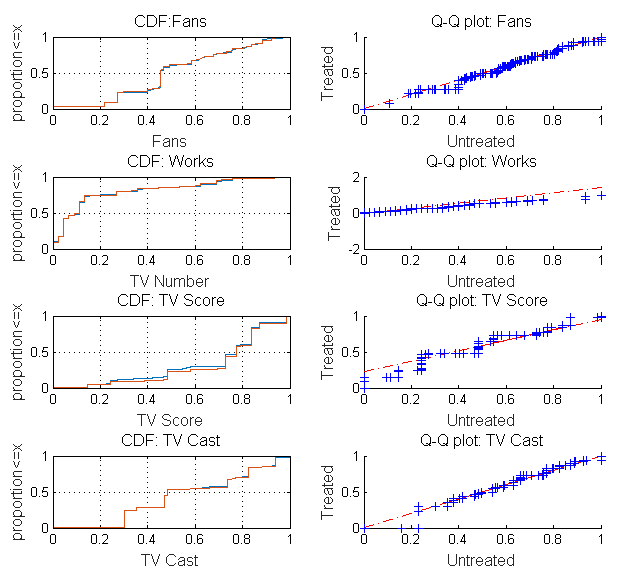 CDF:Fans
proportion<=x
1
0.5
0
0 0.2 0.4 0.6 0.8 1
Fans
Q-Q plot: Fans
Treated
1
0.5
0
0 0.2 0.4 0.6 0.8 1
Untreated
CDF: Works
proportion<=x
1
0.5
0
0 0.2 0.4 0.6 0.8 1
TV Number
Q-Q plot: Works
Treated
2
0
-2
0 0.2 0.4 0.6 0.8 1
Untreated
CDF: TV Score
proportion<=x
1
0.5
0
0 0.2 0.4 0.6 0.8 1
TV Score
Q-Q plot: TV Score
Treated
1
0.5
0
0 0.2 0.4 0.6 0.8 1
Untreated
CDF: TV Cast
proportion<=x
1
0.5
0
0 0.2 0.4 0.6 0.8 1
TV Cast
Q-Q plot: TV Cast
Treated
1
0.5
0
0 0.2 0.4 0.6 0.8 1
Untreated